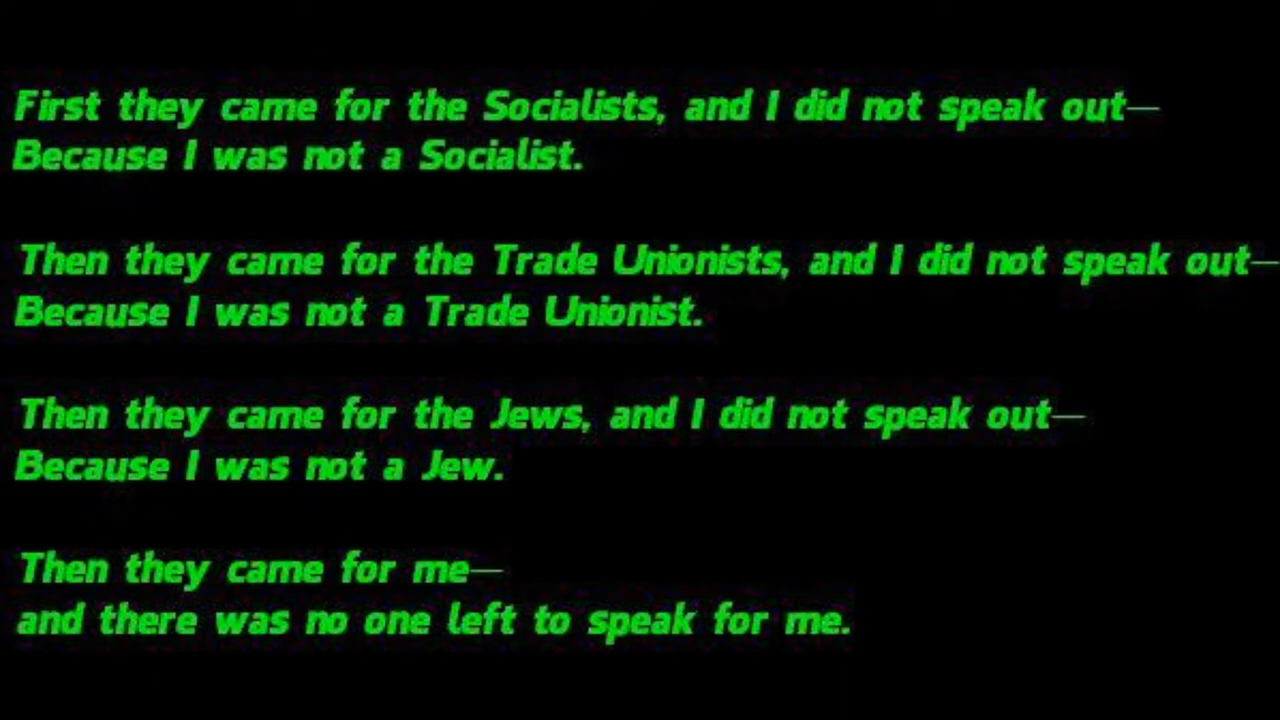 First they came for the Socialists, and I did not speak out—
Because I was not a Socialist.
Then they came for the Trade Unionists, and I did not speak out—
Because I was not a Trade Unionist.
Then they came for the Jews, and I did not speak out—
Because I was not a Jew.
Then they came for me—
and there was no one left to speak for me.